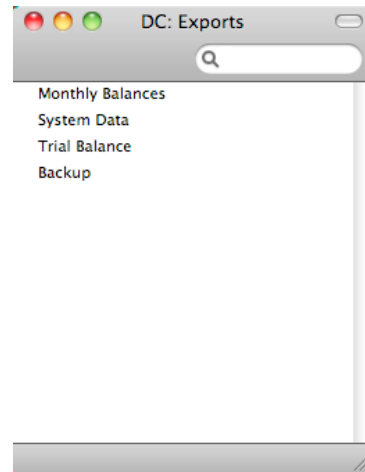 DC: Exports
Monthly Balances
System Data
Trial Balance
Backup